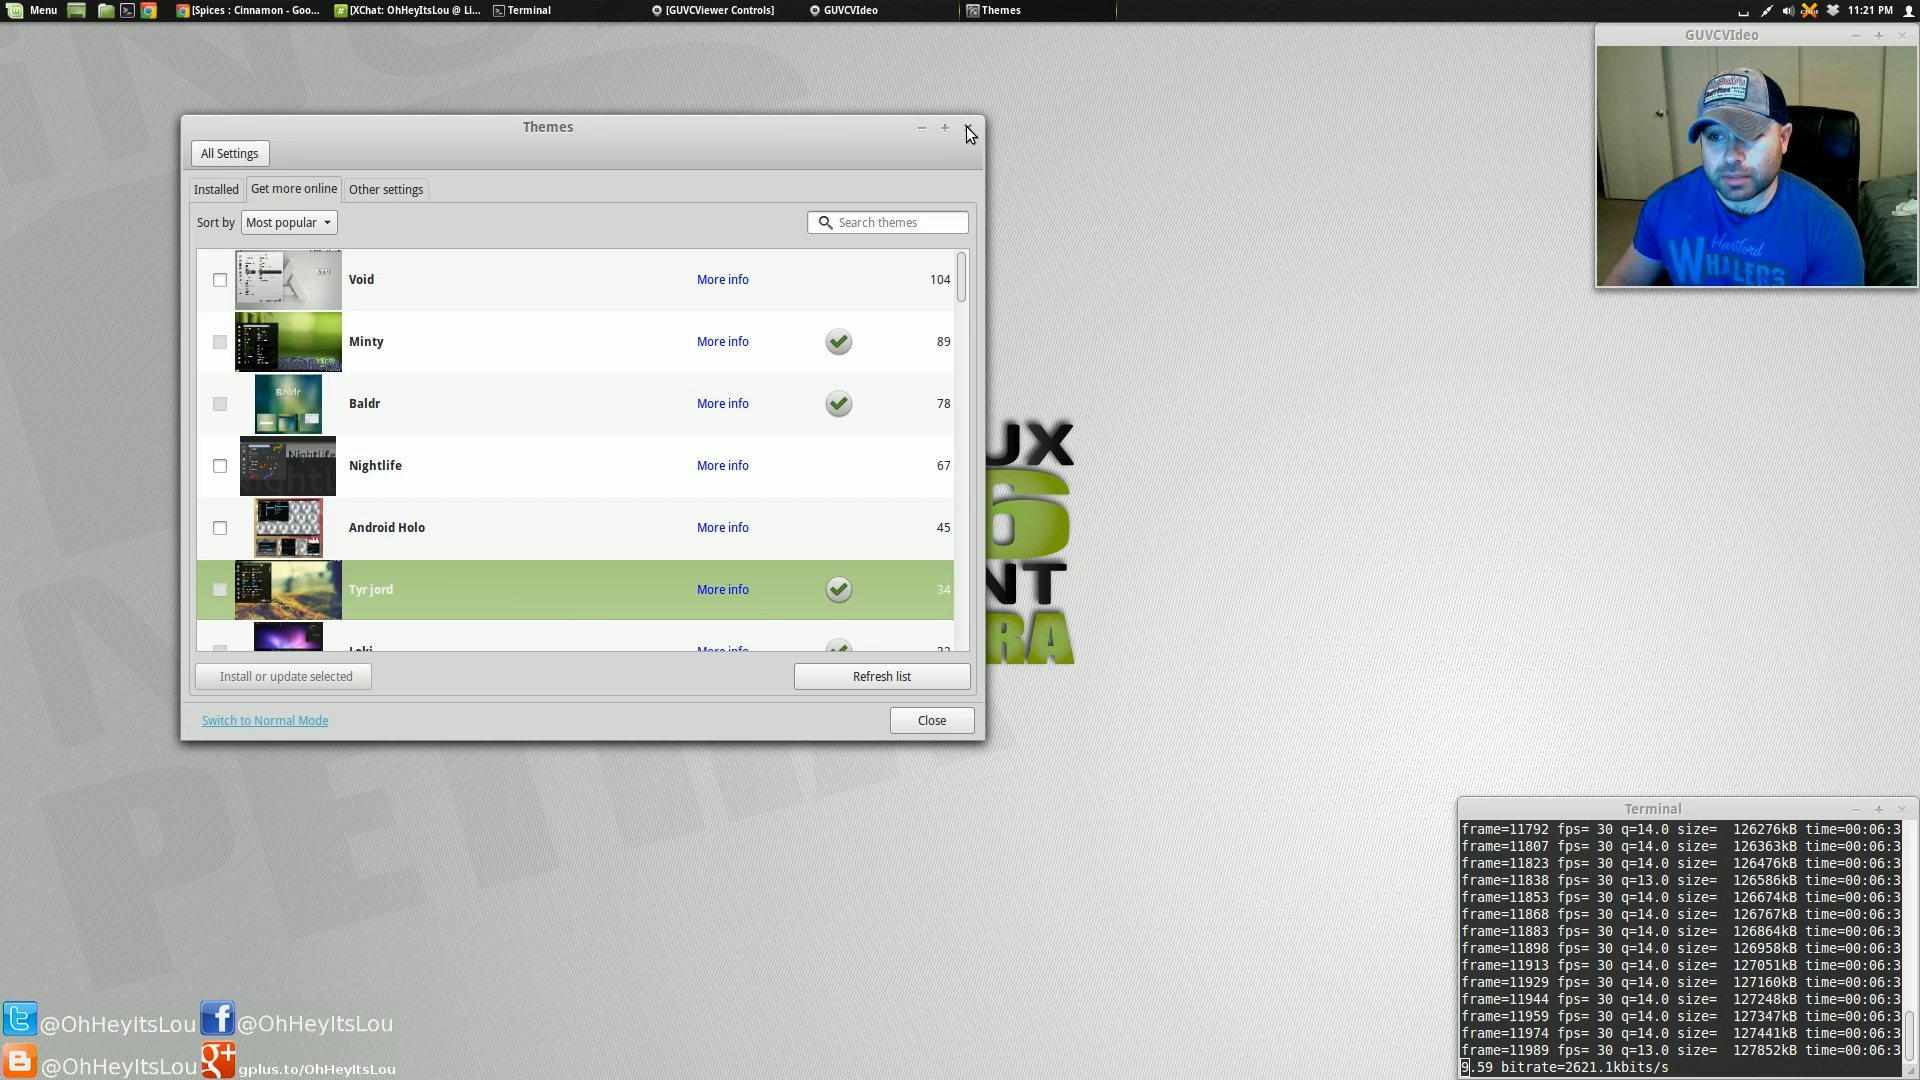 Menu
[Spices : Cinnamon - Goo...
[XChat: OhHeyItsLou @ Li...
Terminal
[GUVCViewer Controls]
GUVCVIdeo
Themes
11:21 PM
GUVCVIdeo
Hartford
WHALERS
Themes
All Settings
Installed
Get more online
Other settings
Sort by
Most popular
Search themes
Void More info 104
Minty More info 89
Baldr More info 78
Nightlife More info 67
Android Holo More info 45
Tyr jord More info 34
Loki More info 32
Baldr
Nightlife
Install or update selected
Refresh list
Switch to Normal Mode
Close
UX
6
NT
RA
Terminal
frame=11792 fps= 30 q=14.0 size=  126276kB time=00:06:3
frame=11807 fps= 30 q=14.0 size=  126363kB time=00:06:3
frame=11823 fps= 30 q=14.0 size=  126476kB time=00:06:3
frame=11838 fps= 30 q=13.0 size=  126586kB time=00:06:3
frame=11853 fps= 30 q=14.0 size=  126674kB time=00:06:3
frame=11868 fps= 30 q=14.0 size=  126767kB time=00:06:3
frame=11883 fps= 30 q=14.0 size=  126864kB time=00:06:3
frame=11898 fps= 30 q=14.0 size=  126958kB time=00:06:3
frame=11913 fps= 30 q=14.0 size=  127051kB time=00:06:3
frame=11929 fps= 30 q=14.0 size=  127160kB time=00:06:3
frame=11944 fps= 30 q=14.0 size=  127248kB time=00:06:3
frame=11959 fps= 30 q=14.0 size=  127347kB time=00:06:3
frame=11974 fps= 30 q=14.0 size=  127441kB time=00:06:3
frame=11989 fps= 30 q=13.0 size=  127852kB time=00:06:3
9.59 bitrate=2621.1kbits/s
@OhHeyItsLou
@OhHeyItsLou
@OhHeyItsLou
gplus.to/OhHeyItsLou